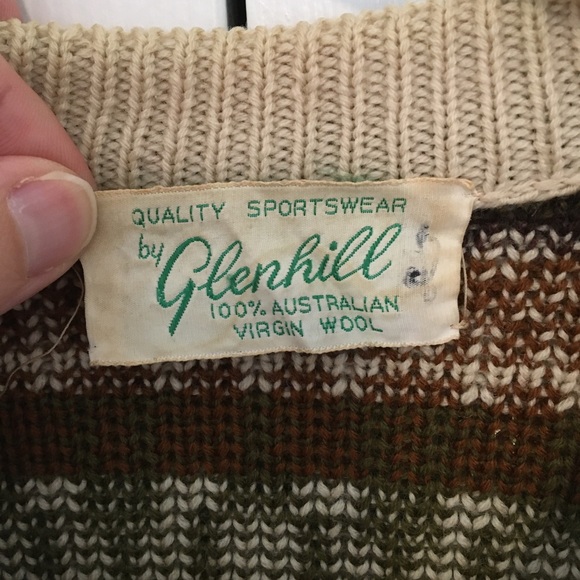 QUALITY SPORTSWEAR
by Glenhill
100% AUSTRALIAN
VIRGIN WOOL